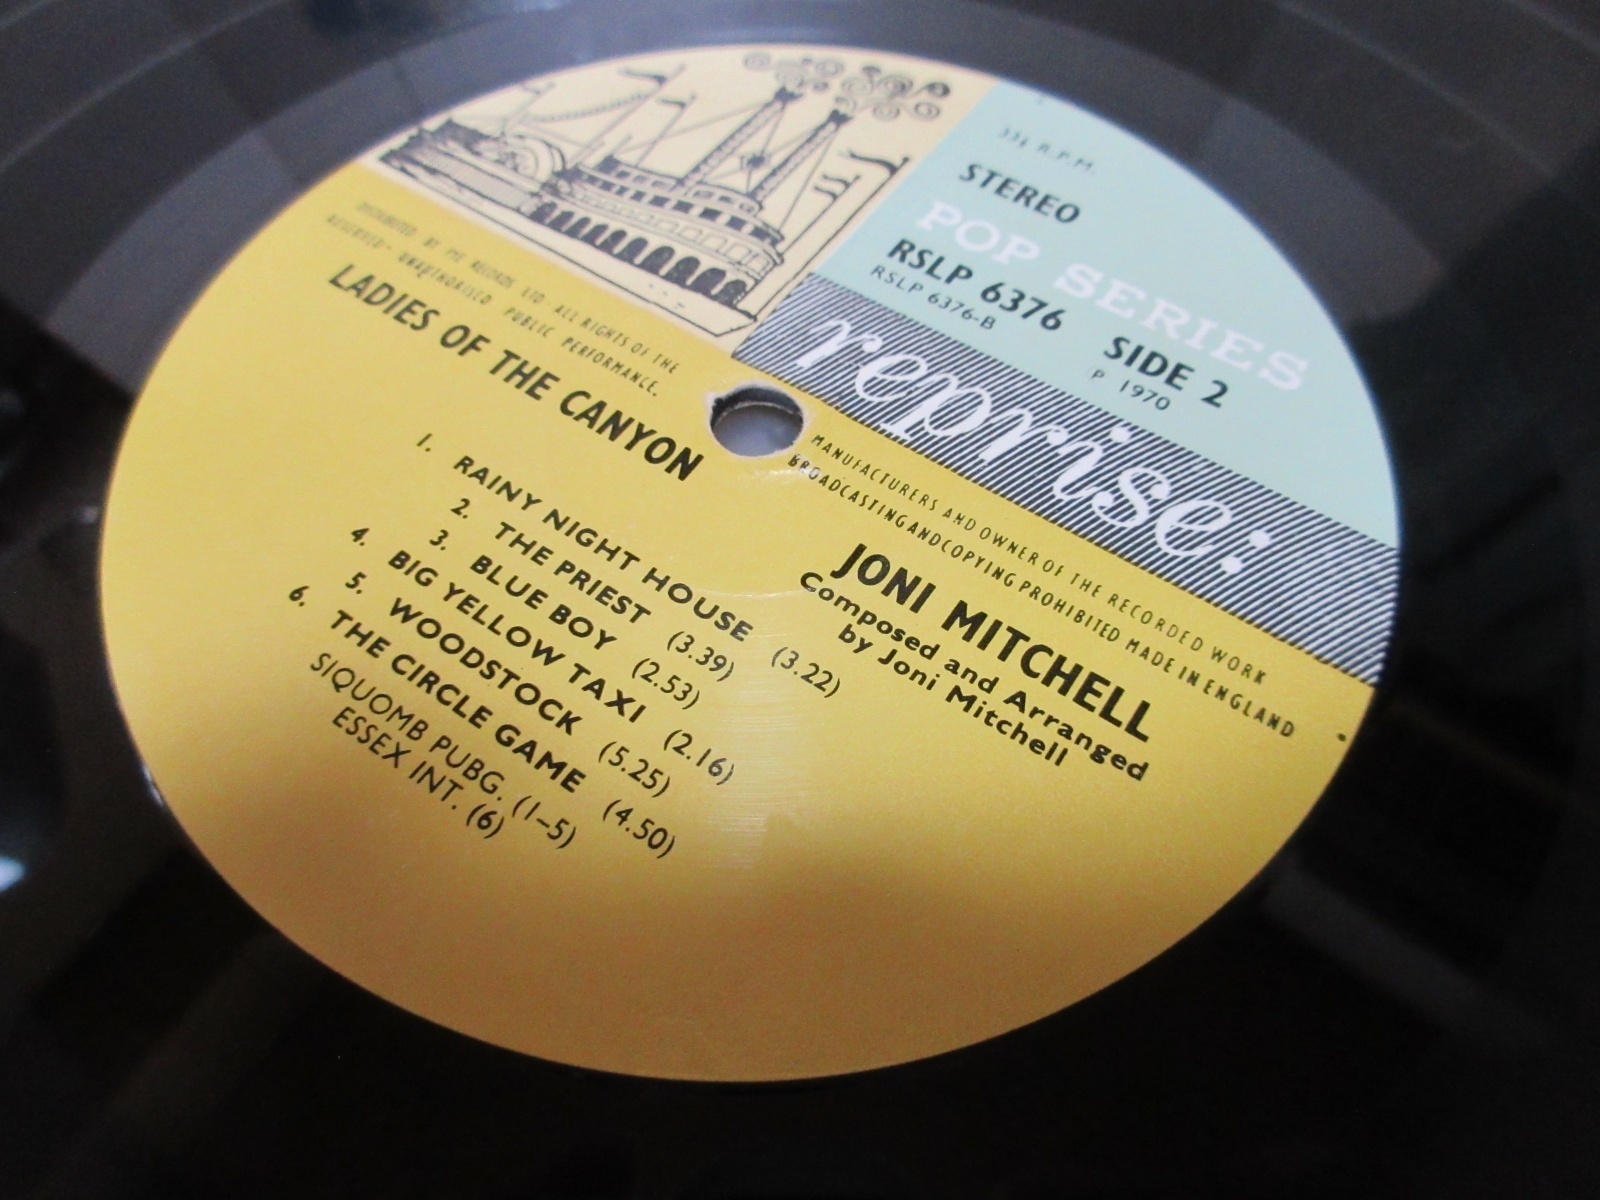 33⅓ R.P.M.
STEREO
POP SERIES
RSLP 6376
RSLP 6376-B
SIDE 2
P 1970
reprise:
DISTRIBUTED BY PYE RECORDS LTD. ALL RIGHTS OF THE MANUFACTURERS AND OWNER OF THE RECORDED WORK
RESERVED- UNAUTHORISED PUBLIC PERFORMANCE. BROADCASTING AND COPYING PROHIBITED MADE IN ENGLAND
LADIES OF THE CANYON
JONI MITCHELL
Composed and Arranged
by Joni Mitchell
1. RAINY NIGHT HOUSE (3.22)
2. THE PRIEST (3.39)
3. BLUE BOY (2.53)
4. BIG YELLOW TAXI (2.16)
5. WOODSTOCK (5.25)
6. THE CIRCLE GAME (4.50)
SIQUOMB PUBG. (1–5)
ESSEX INT. (6)